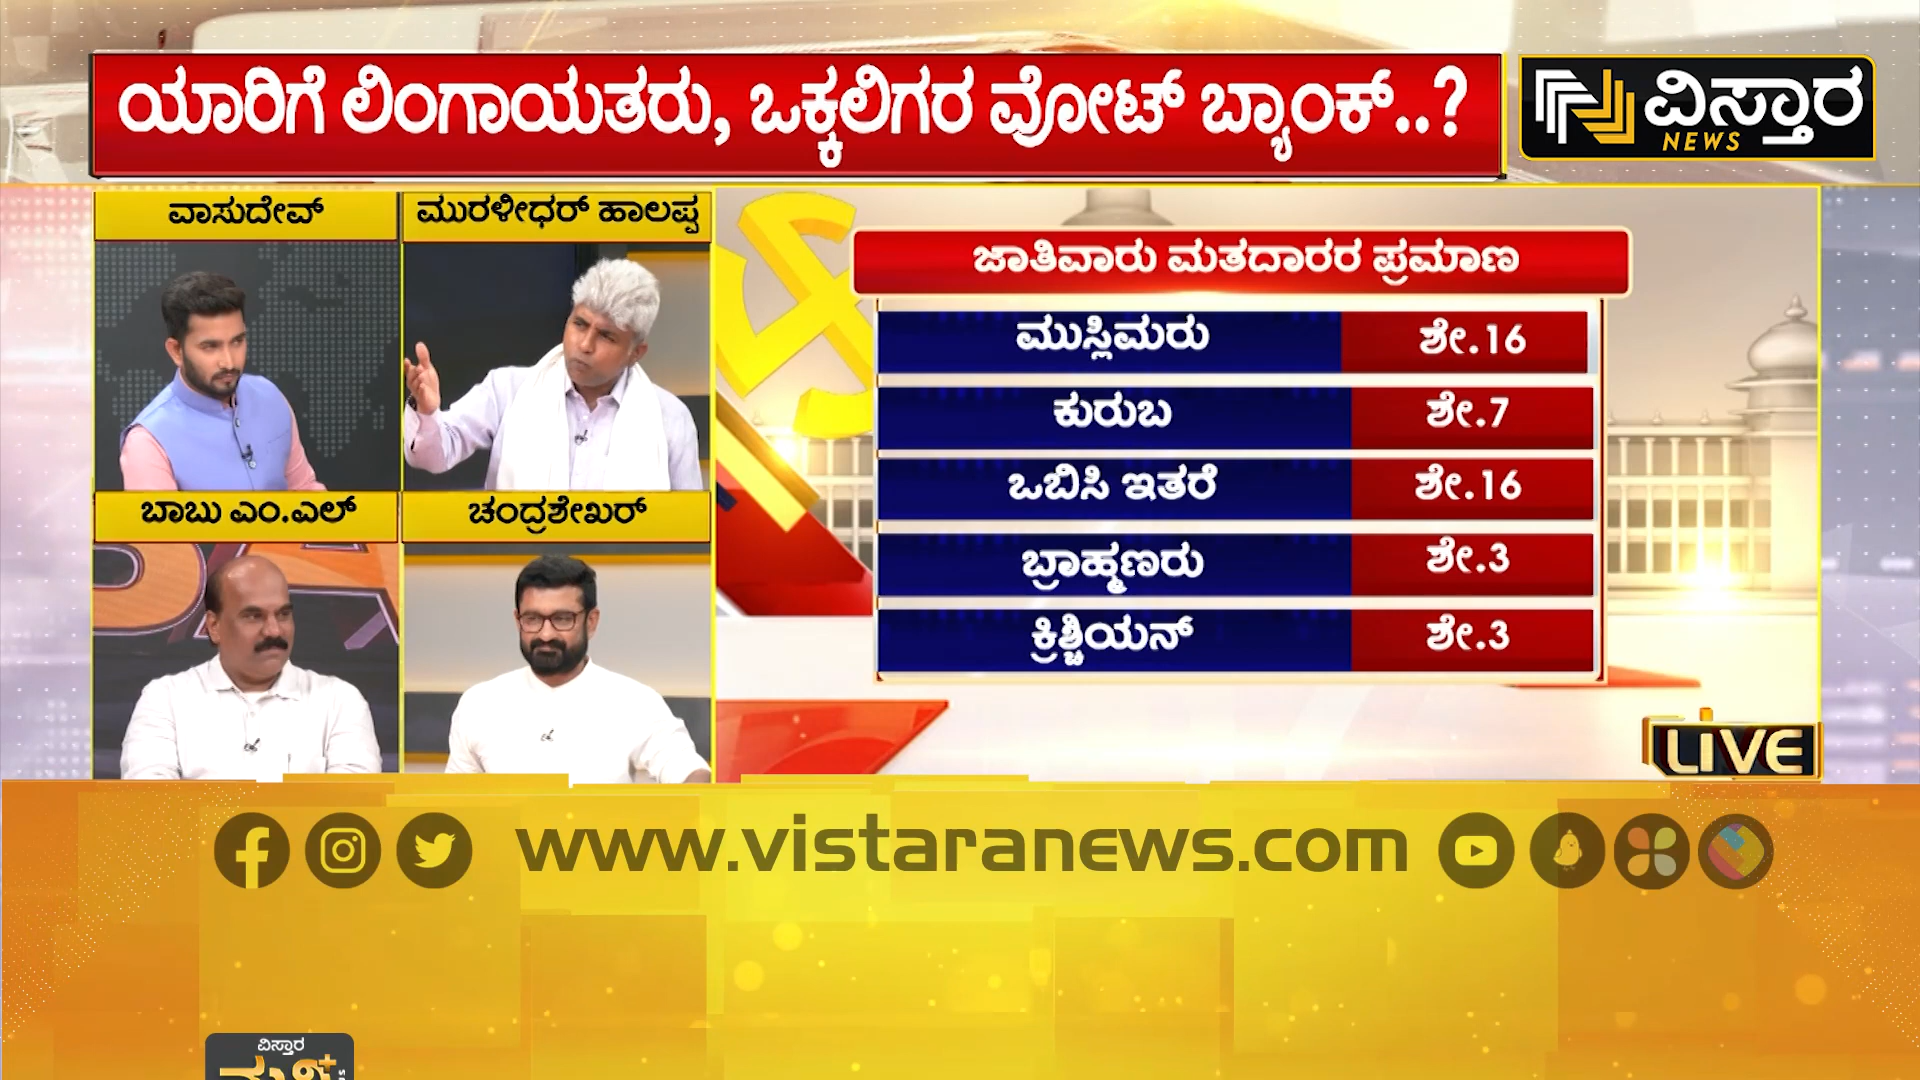 ಯಾರಿಗೆ ಲಿಂಗಾಯತರು, ಒಕ್ಕಲಿಗರ ವೋಟ್ ಬ್ಯಾಂಕ್..?
ವಿಸ್ತಾರ
NEWS
ವಾಸುದೇವ್
ಮುರಳೀಧರ್ ಹಾಲಪ್ಪ
ಬಾಬು ಎಂ.ಎಲ್
ಚಂದ್ರಶೇಖರ್
ಜಾತಿವಾರು ಮತದಾರರ ಪ್ರಮಾಣ
ಮುಸ್ಲಿಮರು ಶೇ.16
ಕುರುಬ ಶೇ.7
ಒಬಿಸಿ ಇತರೆ ಶೇ.16
ಬ್ರಾಹ್ಮಣರು ಶೇ.3
ಕ್ರಿಶ್ಚಿಯನ್ ಶೇ.3
LIVE
www.vistaranews.com
ವಿಸ್ತಾರ